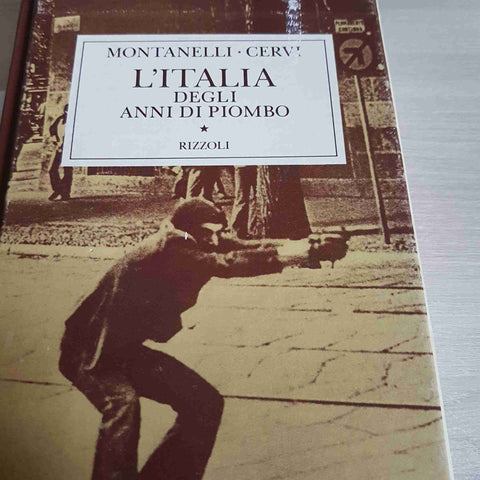 MONTANELLI · CERVI
L'ITALIA
DEGLI
ANNI DI PIOMBO
★
RIZZOLI